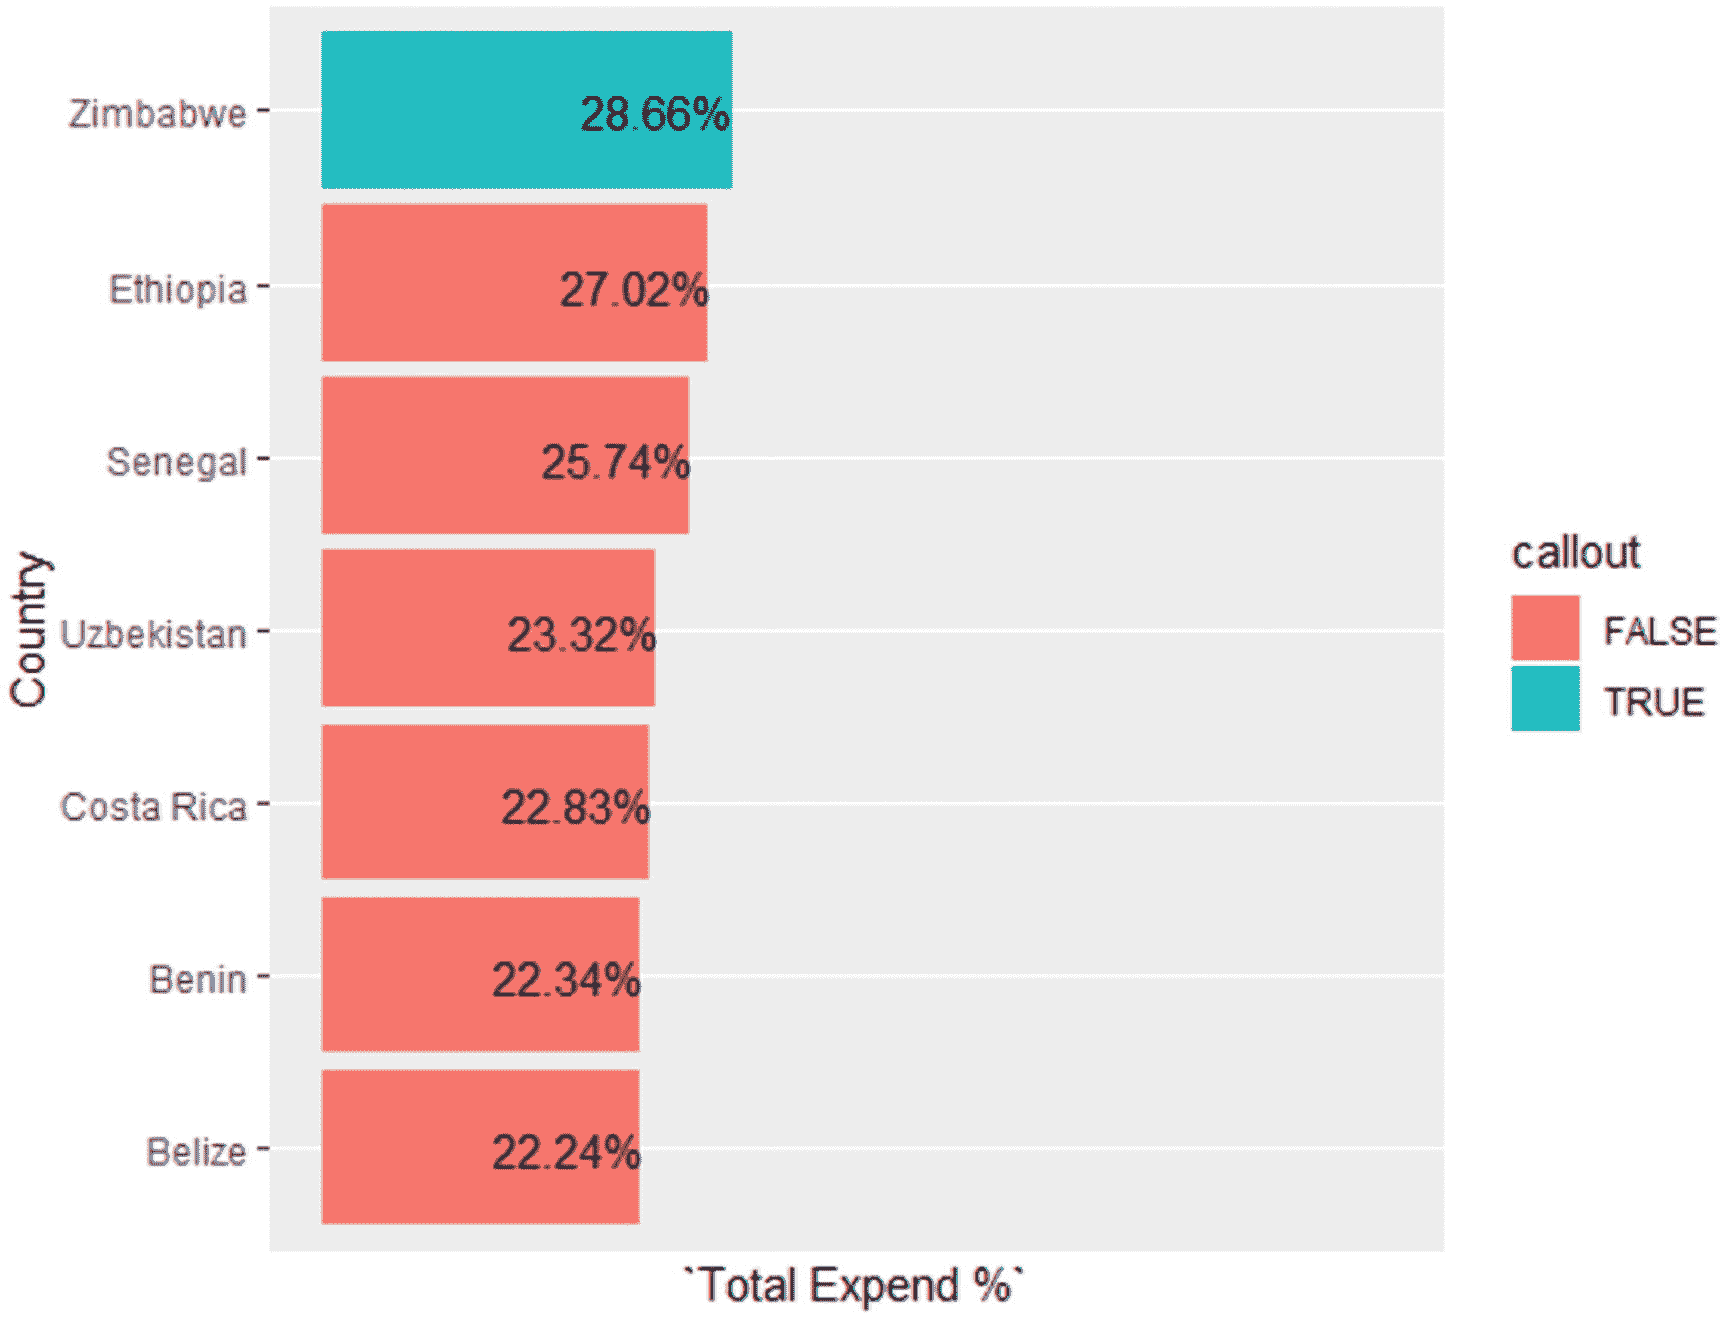 Zimbabwe 28.66%
Ethiopia 27.02%
Senegal 25.74%
Uzbekistan 23.32%
Costa Rica 22.83%
Benin 22.34%
Belize 22.24%
Country
`Total Expend %`
callout
FALSE
TRUE